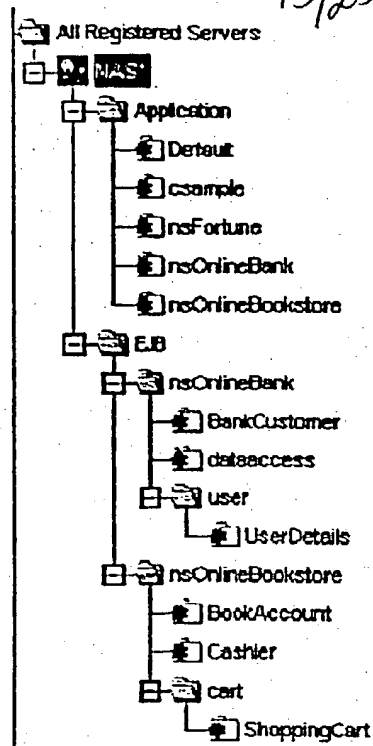 All Registered Servers
NAS*
Application
Default
csample
nsFortune
nsOnlineBank
nsOnlineBookstore
EJB
nsOnlineBank
BankCustomer
dataaccess
user
UserDetails
nsOnlineBookstore
BookAccount
Cashier
cart
ShoppingCart